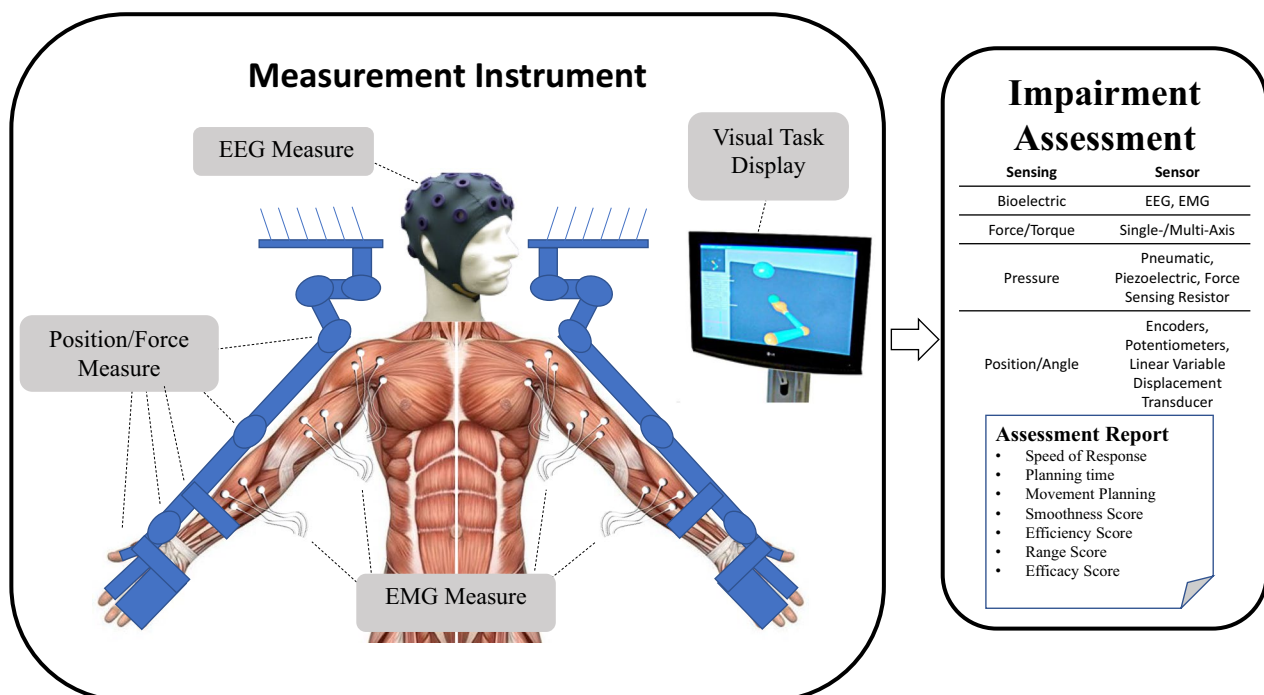 Measurement Instrument
EEG Measure
Visual Task
Display
Position/Force
Measure
EMG Measure
LG
Impairment
Assessment
Sensing Sensor
Bioelectric EEG, EMG
Force/Torque Single-/Multi-Axis
Pressure Pneumatic,
Piezoelectric, Force
Sensing Resistor
Position/Angle Encoders,
Potentiometers,
Linear Variable
Displacement
Transducer
Assessment Report
• Speed of Response
• Planning time
• Movement Planning
• Smoothness Score
• Efficiency Score
• Range Score
• Efficacy Score